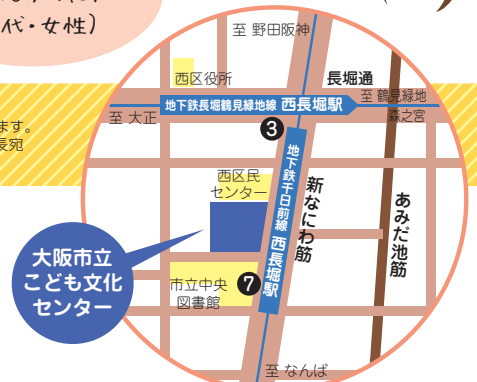 代・女性)
ます。
長宛
至 野田阪神
西区役所
長堀通
地下鉄長堀鶴見緑地線 西長堀駅
至 鶴見緑地
森之宮
至 大正
❸
地下鉄千日前線 西長堀駅
新なにわ筋
あみだ池筋
西区民
センター
大阪市立
こども文化
センター
市立中央
図書館
❼
至 なんば